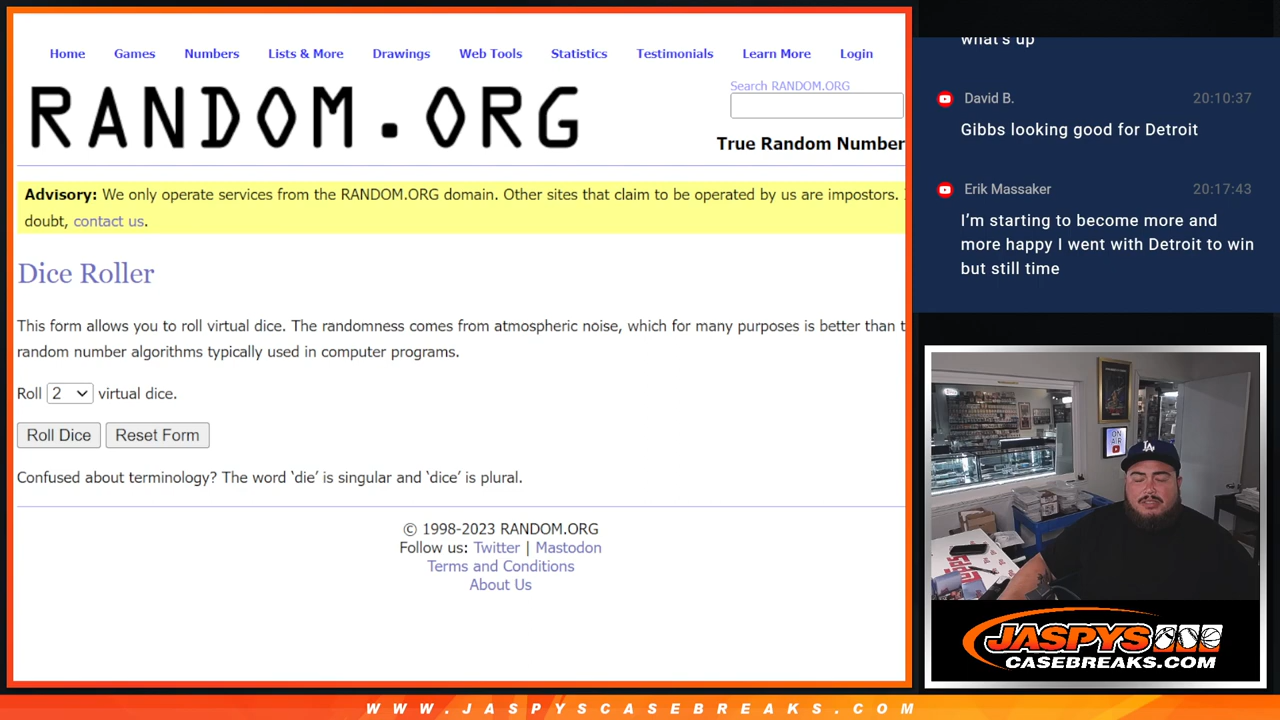 Home Games Numbers Lists & More Drawings Web Tools Statistics Testimonials Learn More Login
RANDOM.ORG
Search RANDOM.ORG
True Random Number
Advisory: We only operate services from the RANDOM.ORG domain. Other sites that claim to be operated by us are impostors.
doubt, contact us.
Dice Roller
This form allows you to roll virtual dice. The randomness comes from atmospheric noise, which for many purposes is better than
random number algorithms typically used in computer programs.
Roll 2 virtual dice.
Roll Dice Reset Form
Confused about terminology? The word ‘die’ is singular and ‘dice’ is plural.
© 1998-2023 RANDOM.ORG
Follow us: Twitter | Mastodon
Terms and Conditions
About Us
what's up
David B. 20:10:37
Gibbs looking good for Detroit
Erik Massaker 20:17:43
I’m starting to become more and
more happy I went with Detroit to win
but still time
ON
AIR
LA
JASPYS
CASEBREAKS.COM
WWW.JASPYSCASEBREAKS.COM